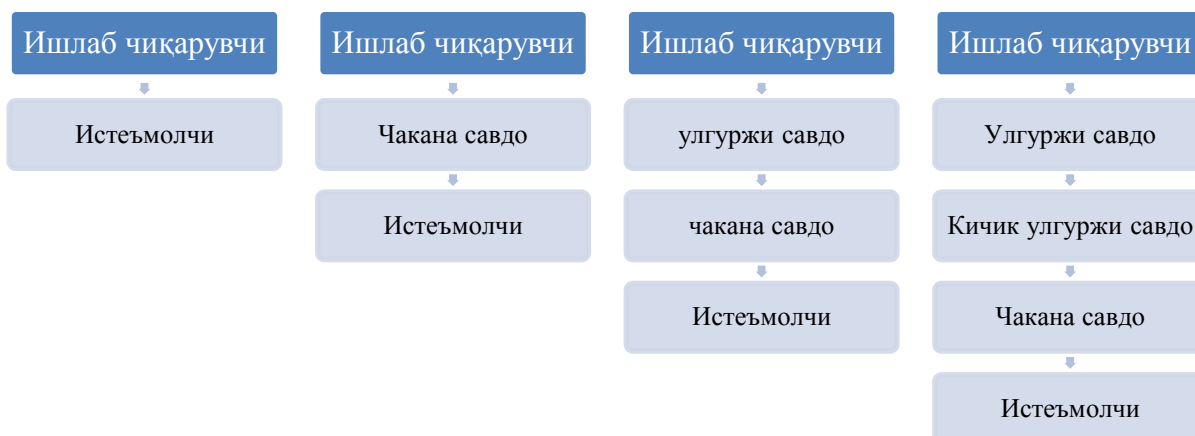 Ишлаб чиқарувчи
Истеъмолчи
Ишлаб чиқарувчи
Чакана савдо
Истеъмолчи
Ишлаб чиқарувчи
улгуржи савдо
чакана савдо
Истеъмолчи
Ишлаб чиқарувчи
Улгуржи савдо
Кичик улгуржи савдо
Чакана савдо
Истеъмолчи